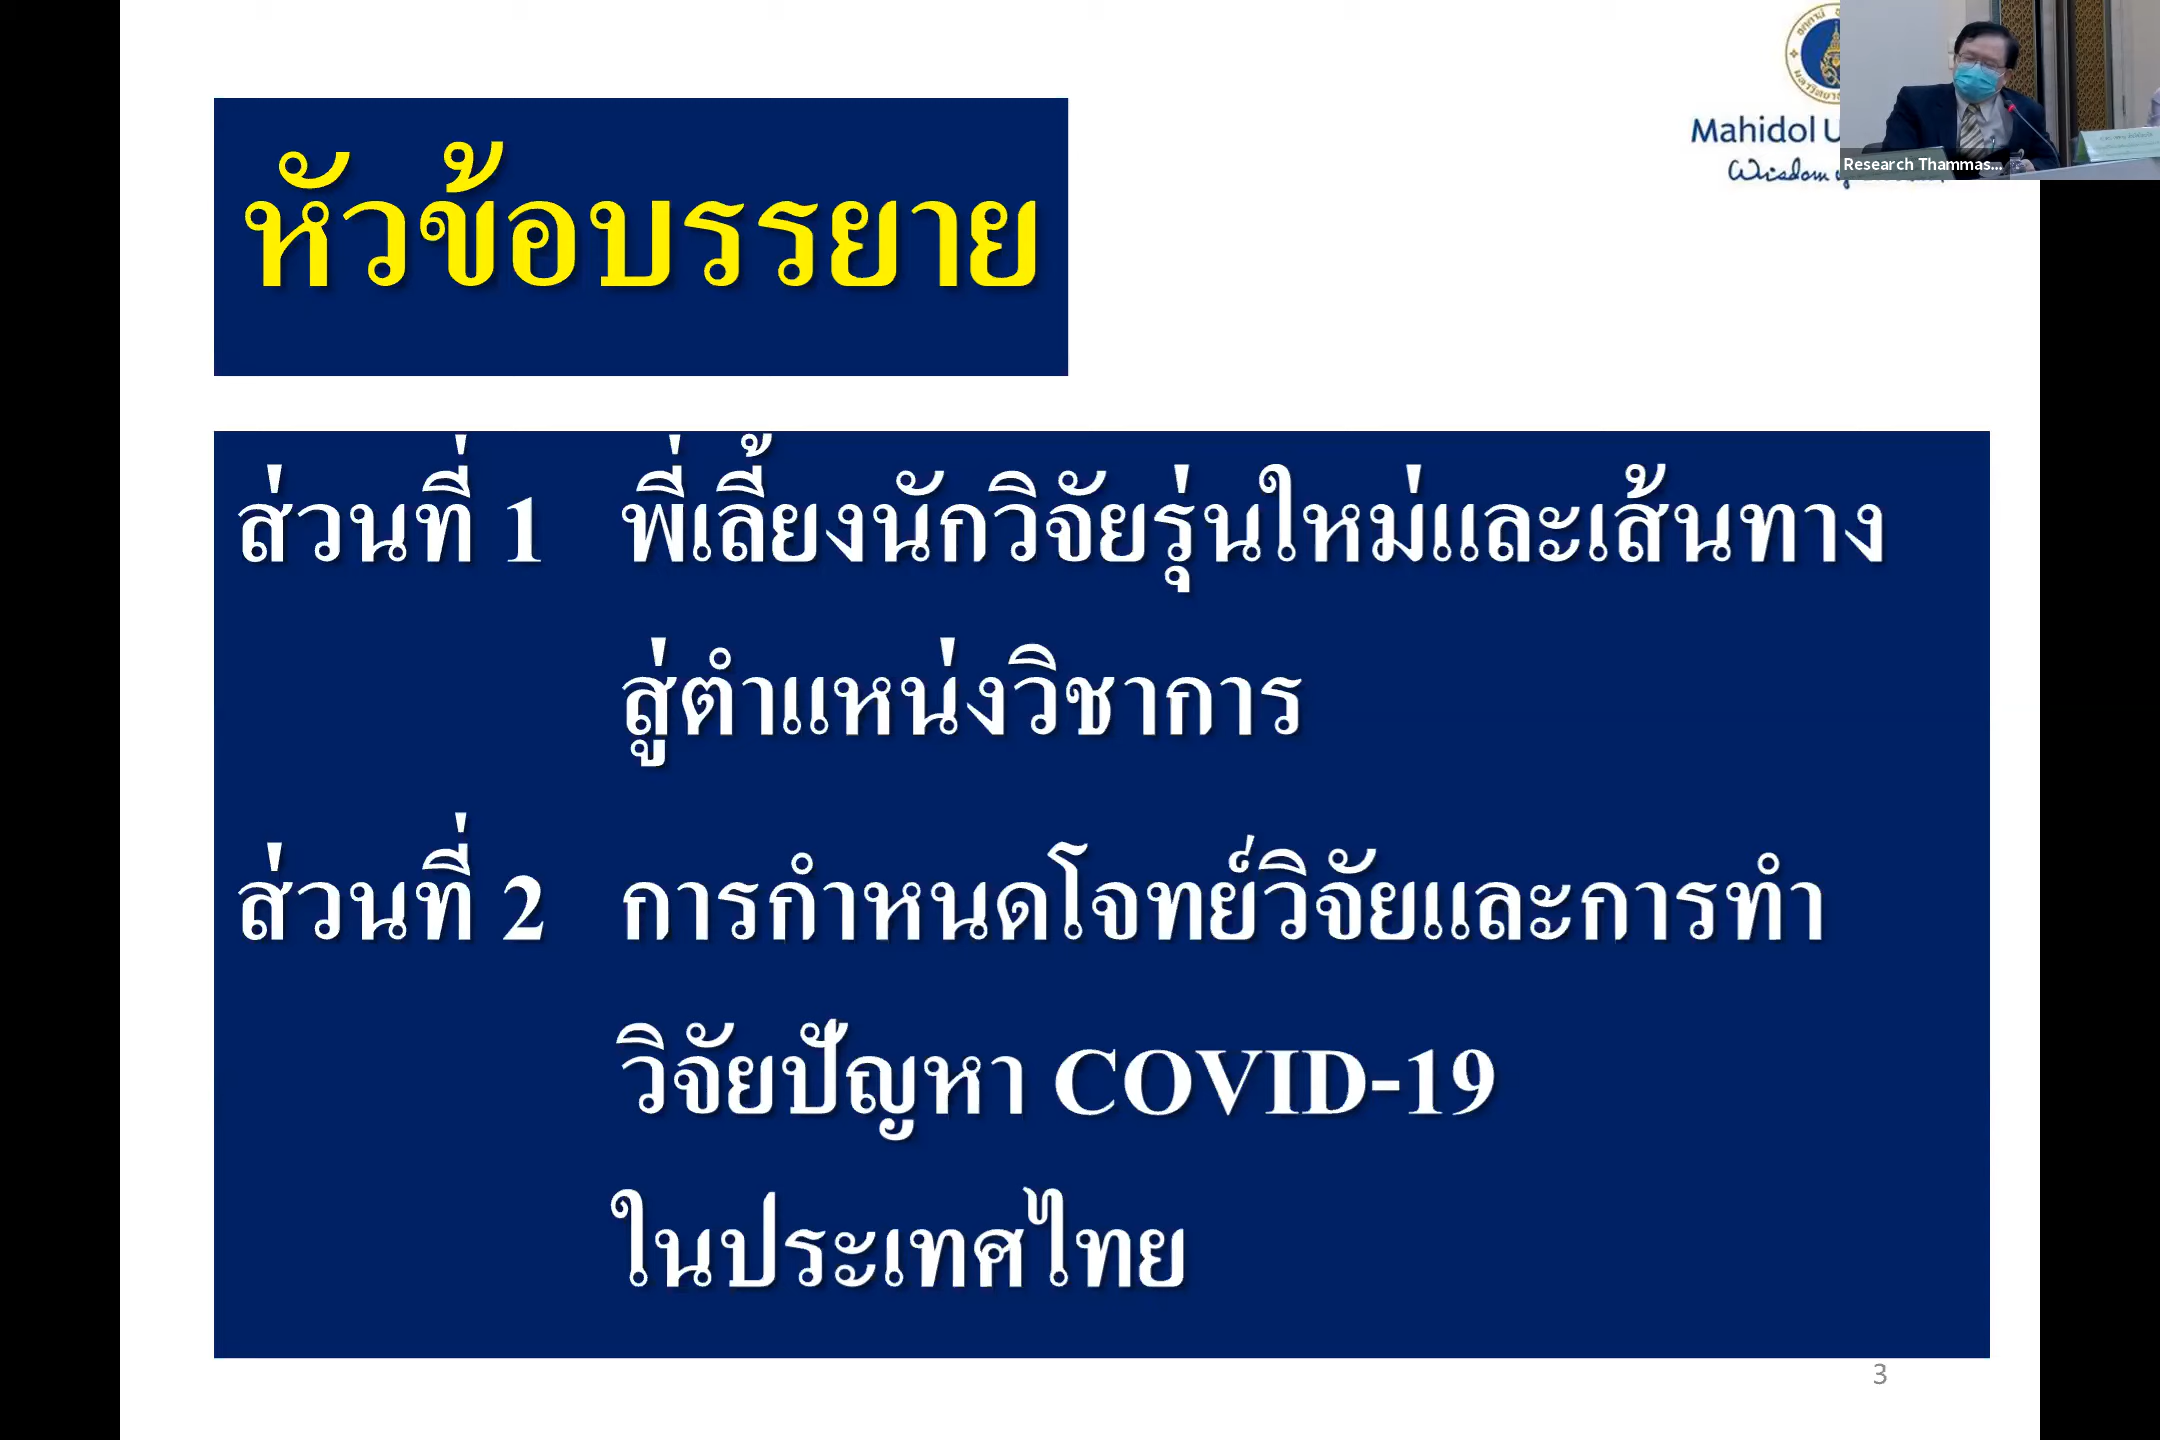 หัวข้อบรรยาย
Mahidol U
Wisdom
Research Thammas...
ส่วนที่ 1 พี่เลี้ยงนักวิจัยรุ่นใหม่และเส้นทาง
สู่ตำแหน่งวิชาการ
ส่วนที่ 2 การกำหนดโจทย์วิจัยและการทำ
วิจัยปัญหา COVID-19
ในประเทศไทย
3